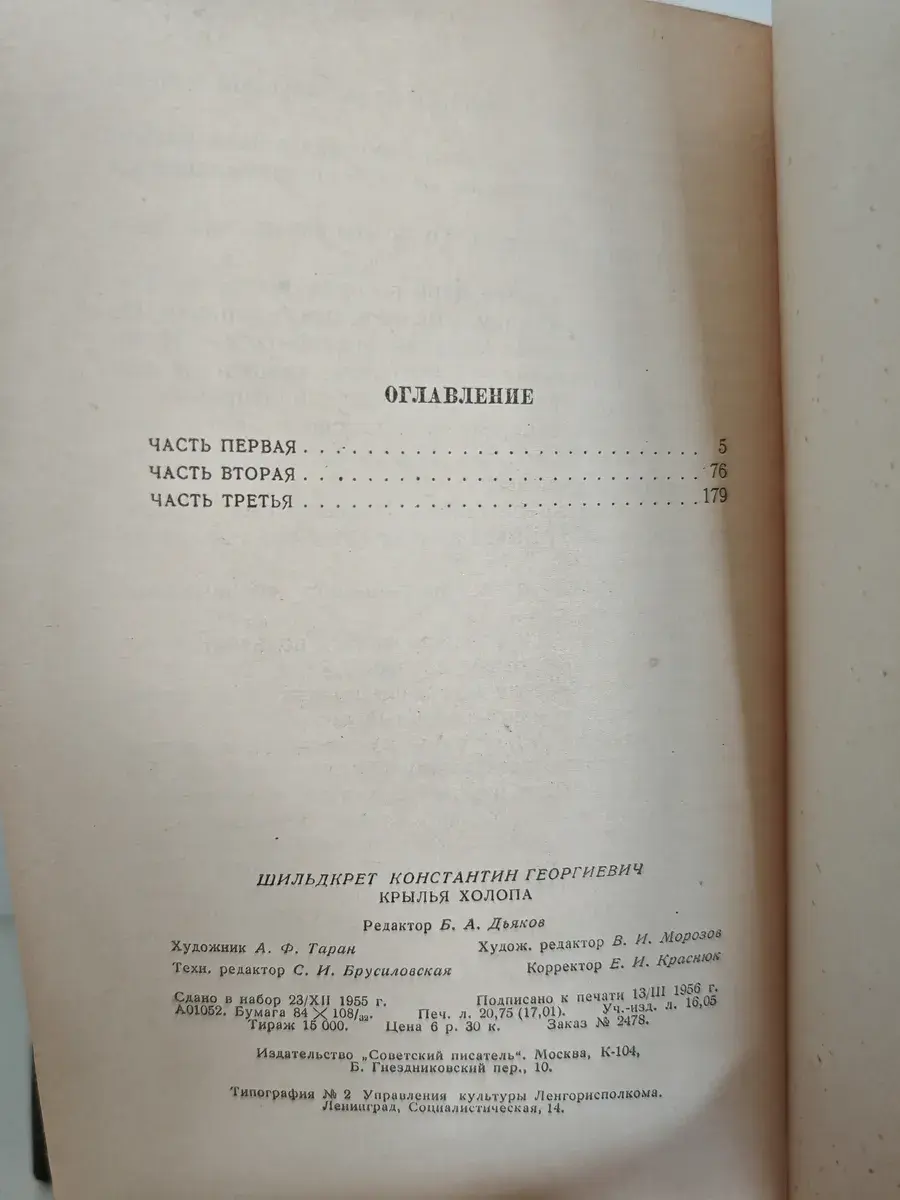 ОГЛАВЛЕНИЕ
ЧАСТЬ ПЕРВАЯ . . . . . . . . . . . . . . . . . . . . . . . . . . . 5
ЧАСТЬ ВТОРАЯ . . . . . . . . . . . . . . . . . . . . . . . . . . . 76
ЧАСТЬ ТРЕТЬЯ . . . . . . . . . . . . . . . . . . . . . . . . . . . 179
ШИЛЬДКРЕТ КОНСТАНТИН ГЕОРГИЕВИЧ
КРЫЛЬЯ ХОЛОПА
Редактор Б. А. Дьяков
Художник А. Ф. Таран Худож. редактор В. И. Морозов
Техн. редактор С. И. Брусиловская Корректор Е. И. Краснюк
Сдано в набор 23/XII 1955 г. Подписано к печати 13/III 1956 г.
А01052. Бумага 84 × 108/32. Печ. л. 20,75 (17,01). Уч.-изд. л. 16,05
Тираж 15 000. Цена 6 р. 30 к. Заказ № 2478.
Издательство „Советский писатель“. Москва, К-104,
Б. Гнездниковский пер., 10.
Типография № 2 Управления культуры Ленгорисполкома.
Ленинград, Социалистическая, 14.